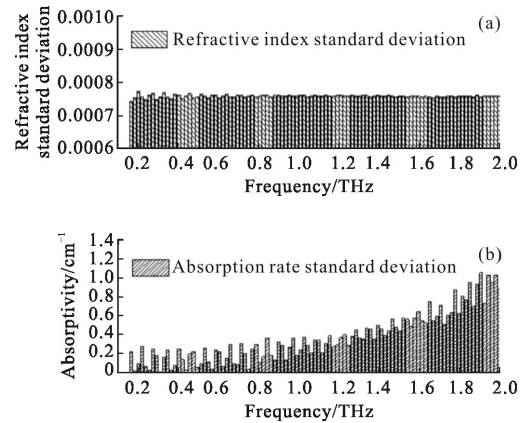 Refractive index
standard deviation
(a)
Refractive index standard deviation
0.0010
0.0009
0.0008
0.0007
0.0006
0.2 0.4 0.6 0.8 1.0 1.2 1.4 1.6 1.8 2.0
Frequency/THz
Absorptivity/cm⁻¹
(b)
Absorption rate standard deviation
1.4
1.2
1.0
0.8
0.6
0.4
0.2
0
0.2 0.4 0.6 0.8 1.0 1.2 1.4 1.6 1.8 2.0
Frequency/THz